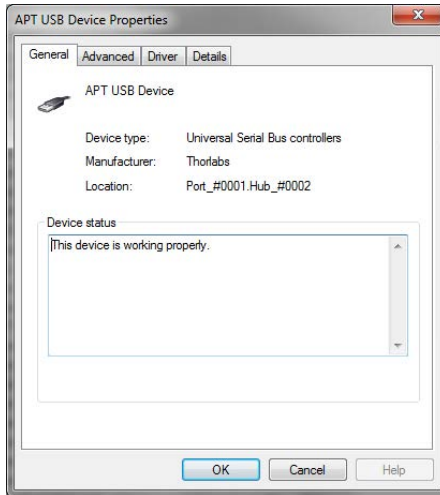 APT USB Device Properties
General Advanced Driver Details
APT USB Device
Device type: Universal Serial Bus controllers
Manufacturer: Thorlabs
Location: Port_#0001.Hub_#0002
Device status
This device is working properly.
OK Cancel Help